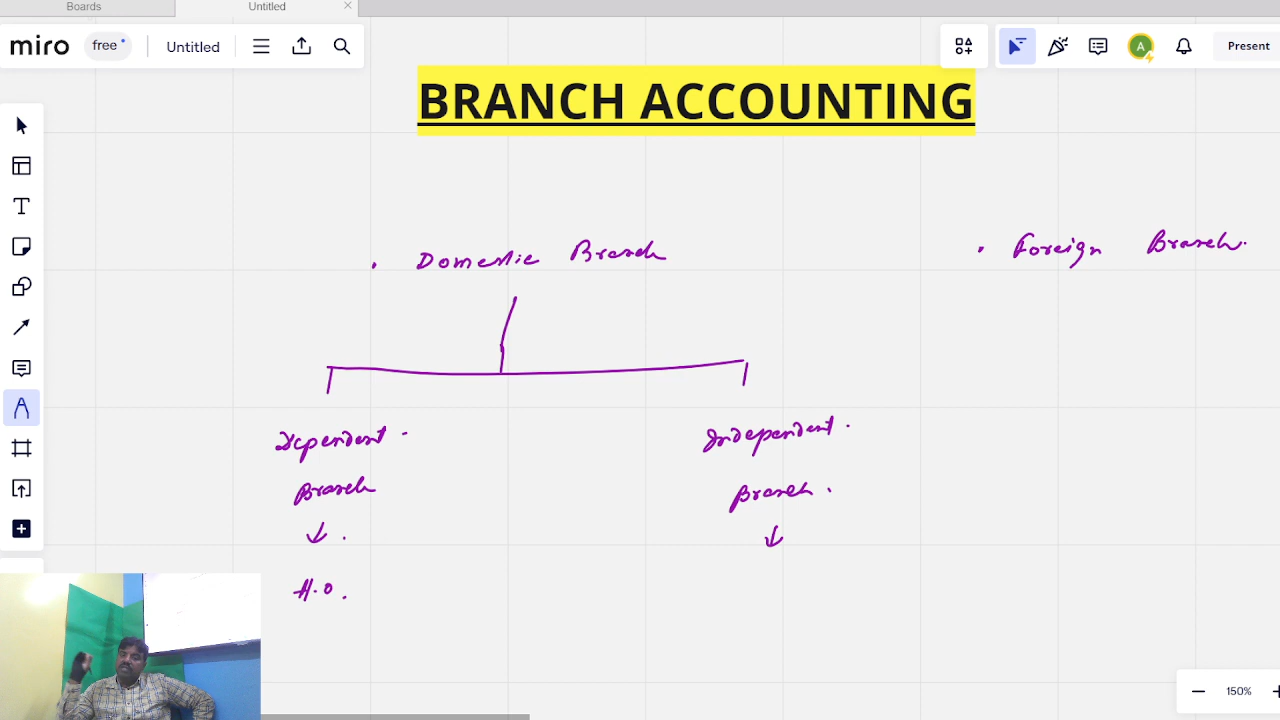 Boards
Untitled
miro
free
Untitled
A
Present
BRANCH ACCOUNTING
. Domestic Branch
. Foreign Branch.
Dependent.
Branch
Independent.
Branch.
H.O.
150%